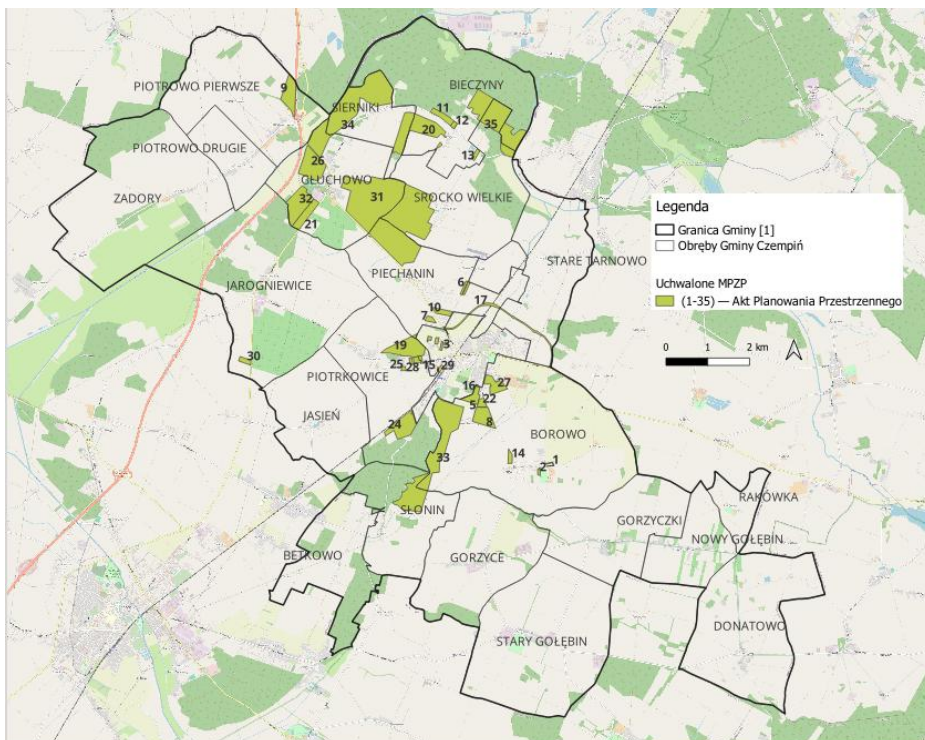 PIOTROWO PIERWSZE
9
BIECZYNY
SIERNIKI
34
11
12
20
35
13
PIOTROWO DRUGIE
26
GŁUCHOWO
ZADORY
32
31
SROCKO WIELKIE
21
Legenda
Granica Gminy [1]
Obręby Gminy Czempiń
Uchwalone MPZP
(1-35) — Akt Planowania Przestrzennego
0 1 2 km
STARE TARNOWO
PIECHANIN
JAROGNIEWICE
6
17
10
7
3
19
30
25
28
15
29
PIOTRKOWICE
16
27
22
5
8
JASIEŃ
24
BOROWO
14
1
2
33
SŁONIN
RAKÓWKA
GORZYCZKI
NOWY GOŁĘBIN
BETKOWO
GORZYCE
DONATOWO
STARY GOŁĘBIN